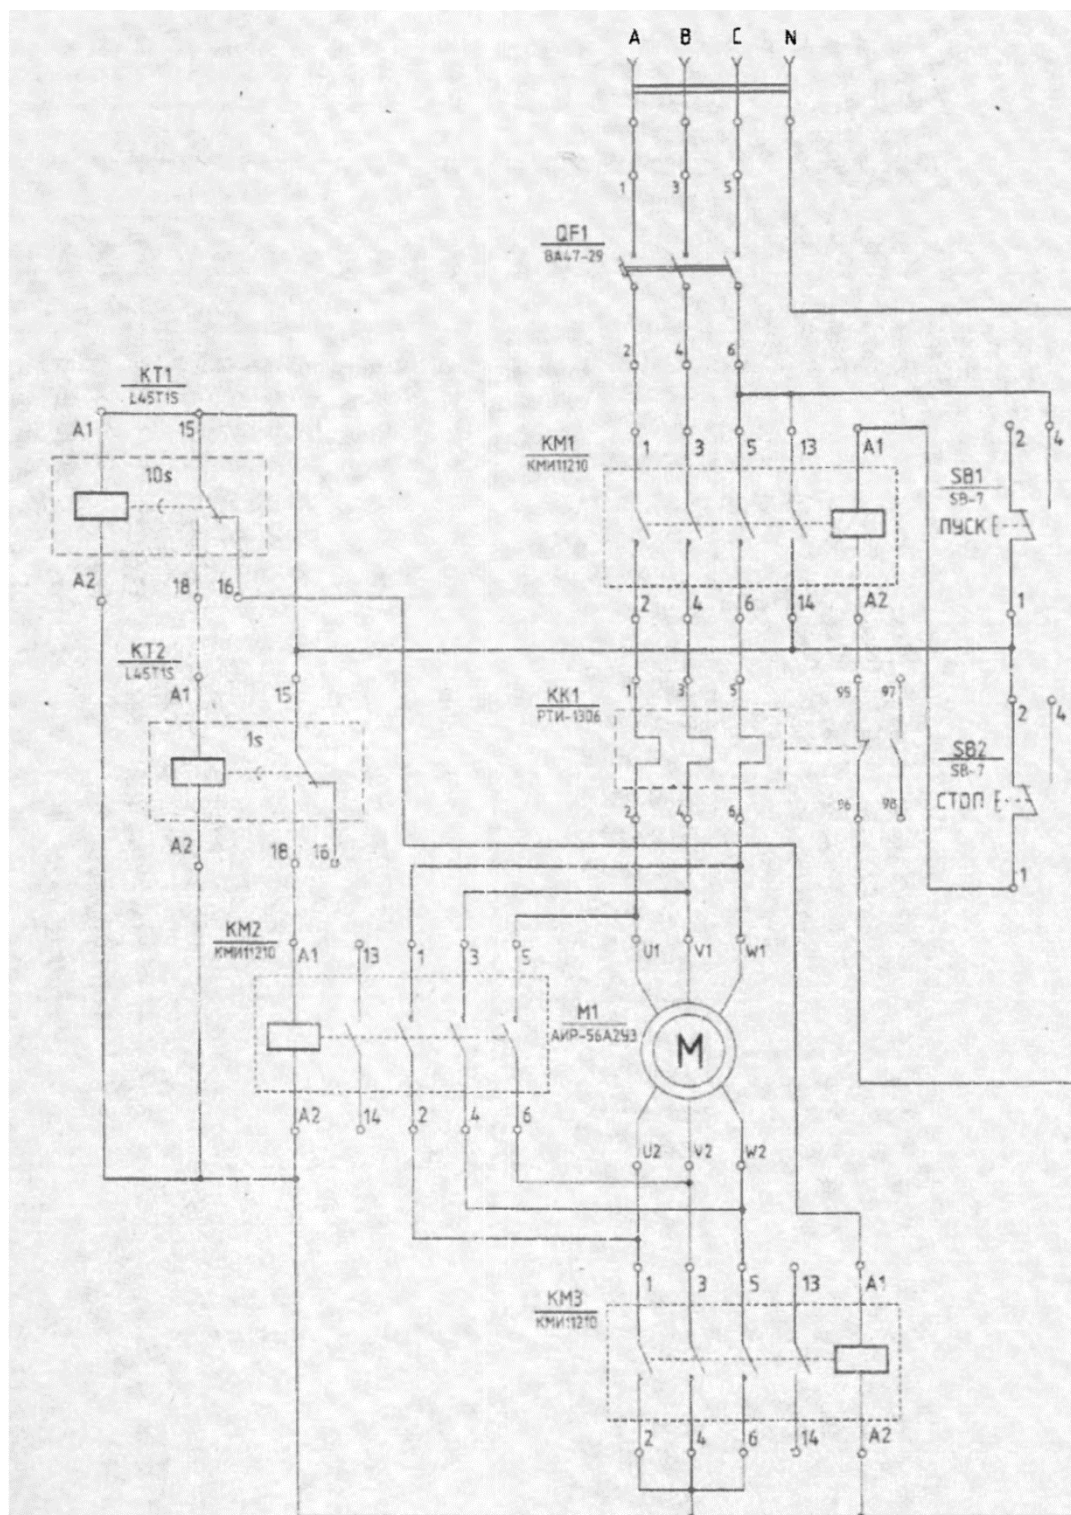 A B C N
1 3 5
QF1
ВА47-29
2 4 6
KT1
L45T1S
A1 15
10s
A2 18 16
KM1
КМИ11210
1 3 5 13 A1
2 4 6 14 A2
2 4
SB1
SB-7
ПУСК
1
KT2
L45T1S
A1 15
1s
A2 18 16
KK1
РТИ-1306
1 3 5 95 97
2 4 6 96 98
2 4
SB2
SB-7
СТОП
1
KM2
КМИ11210
A1 13 1 3 5
A2 14 2 4 6
U1 V1 W1
M1
АИР-56А2У3
M
U2 V2 W2
KM3
КМИ11210
1 3 5 13 A1
2 4 6 14 A2